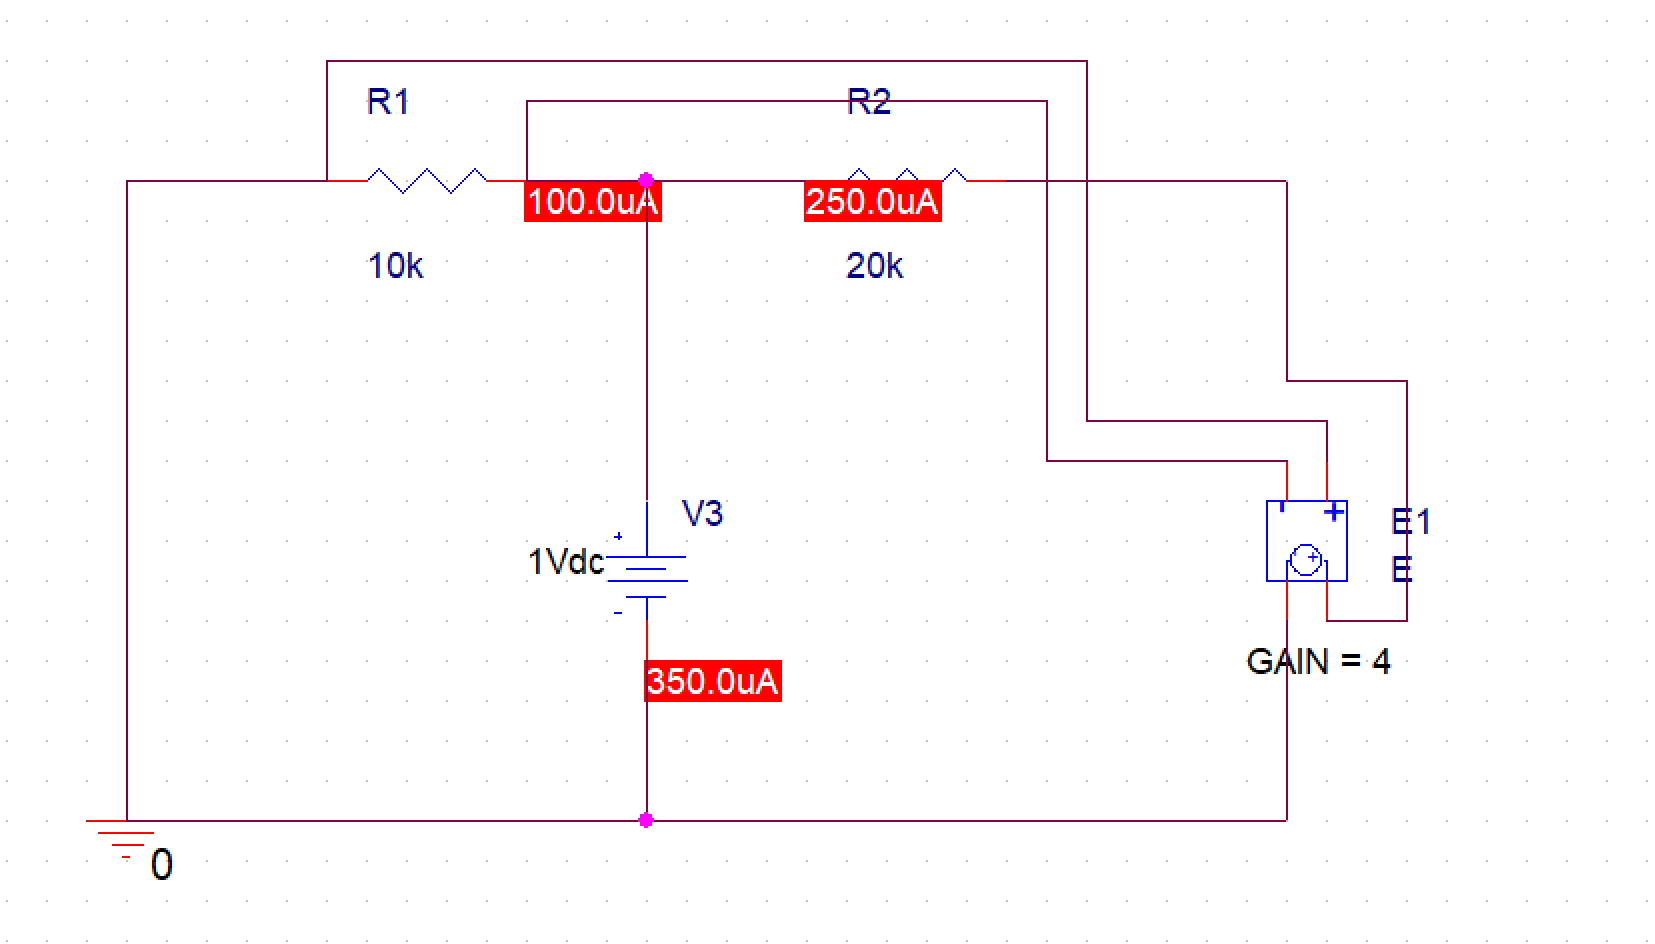 R1
R2
100.0uA
250.0uA
10k
20k
V3
+
1Vdc
-
- +
E1
+
E
350.0uA
GAIN = 4
0